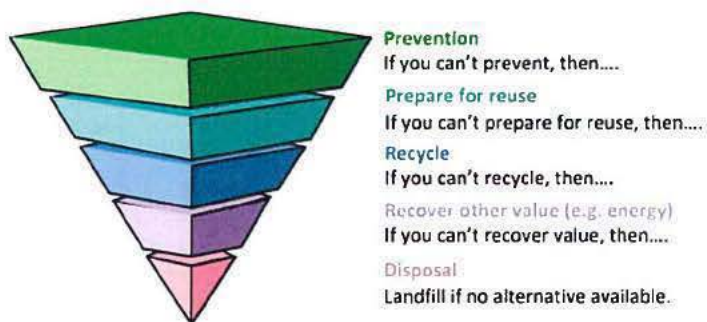 Prevention
If you can't prevent, then....
Prepare for reuse
If you can't prepare for reuse, then....
Recycle
If you can't recycle, then....
Recover other value (e.g. energy)
If you can't recover value, then....
Disposal
Landfill if no alternative available.